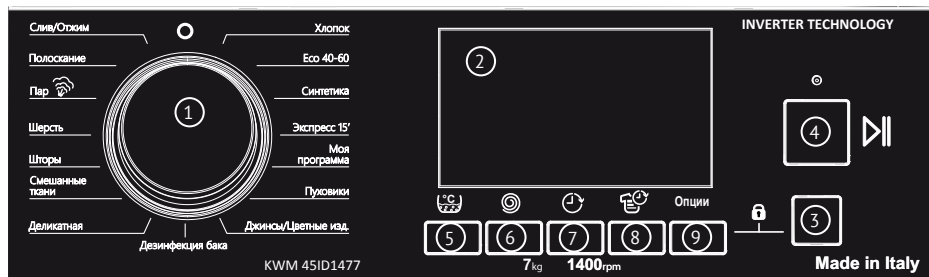 Слив/Отжим
Полоскание
Пар
Шерсть
Шторы
Смешанные
ткани
Деликатная
Дезинфекция бака
Хлопок
Eco 40-60
Синтетика
Экспресс 15'
Моя
программа
Пуховики
Джинсы/Цветные изд.
1
KWM 45ID1477
2
°C
Опции
5
6
7
8
9
7kg 1400rpm
INVERTER TECHNOLOGY
4
3
Made in Italy